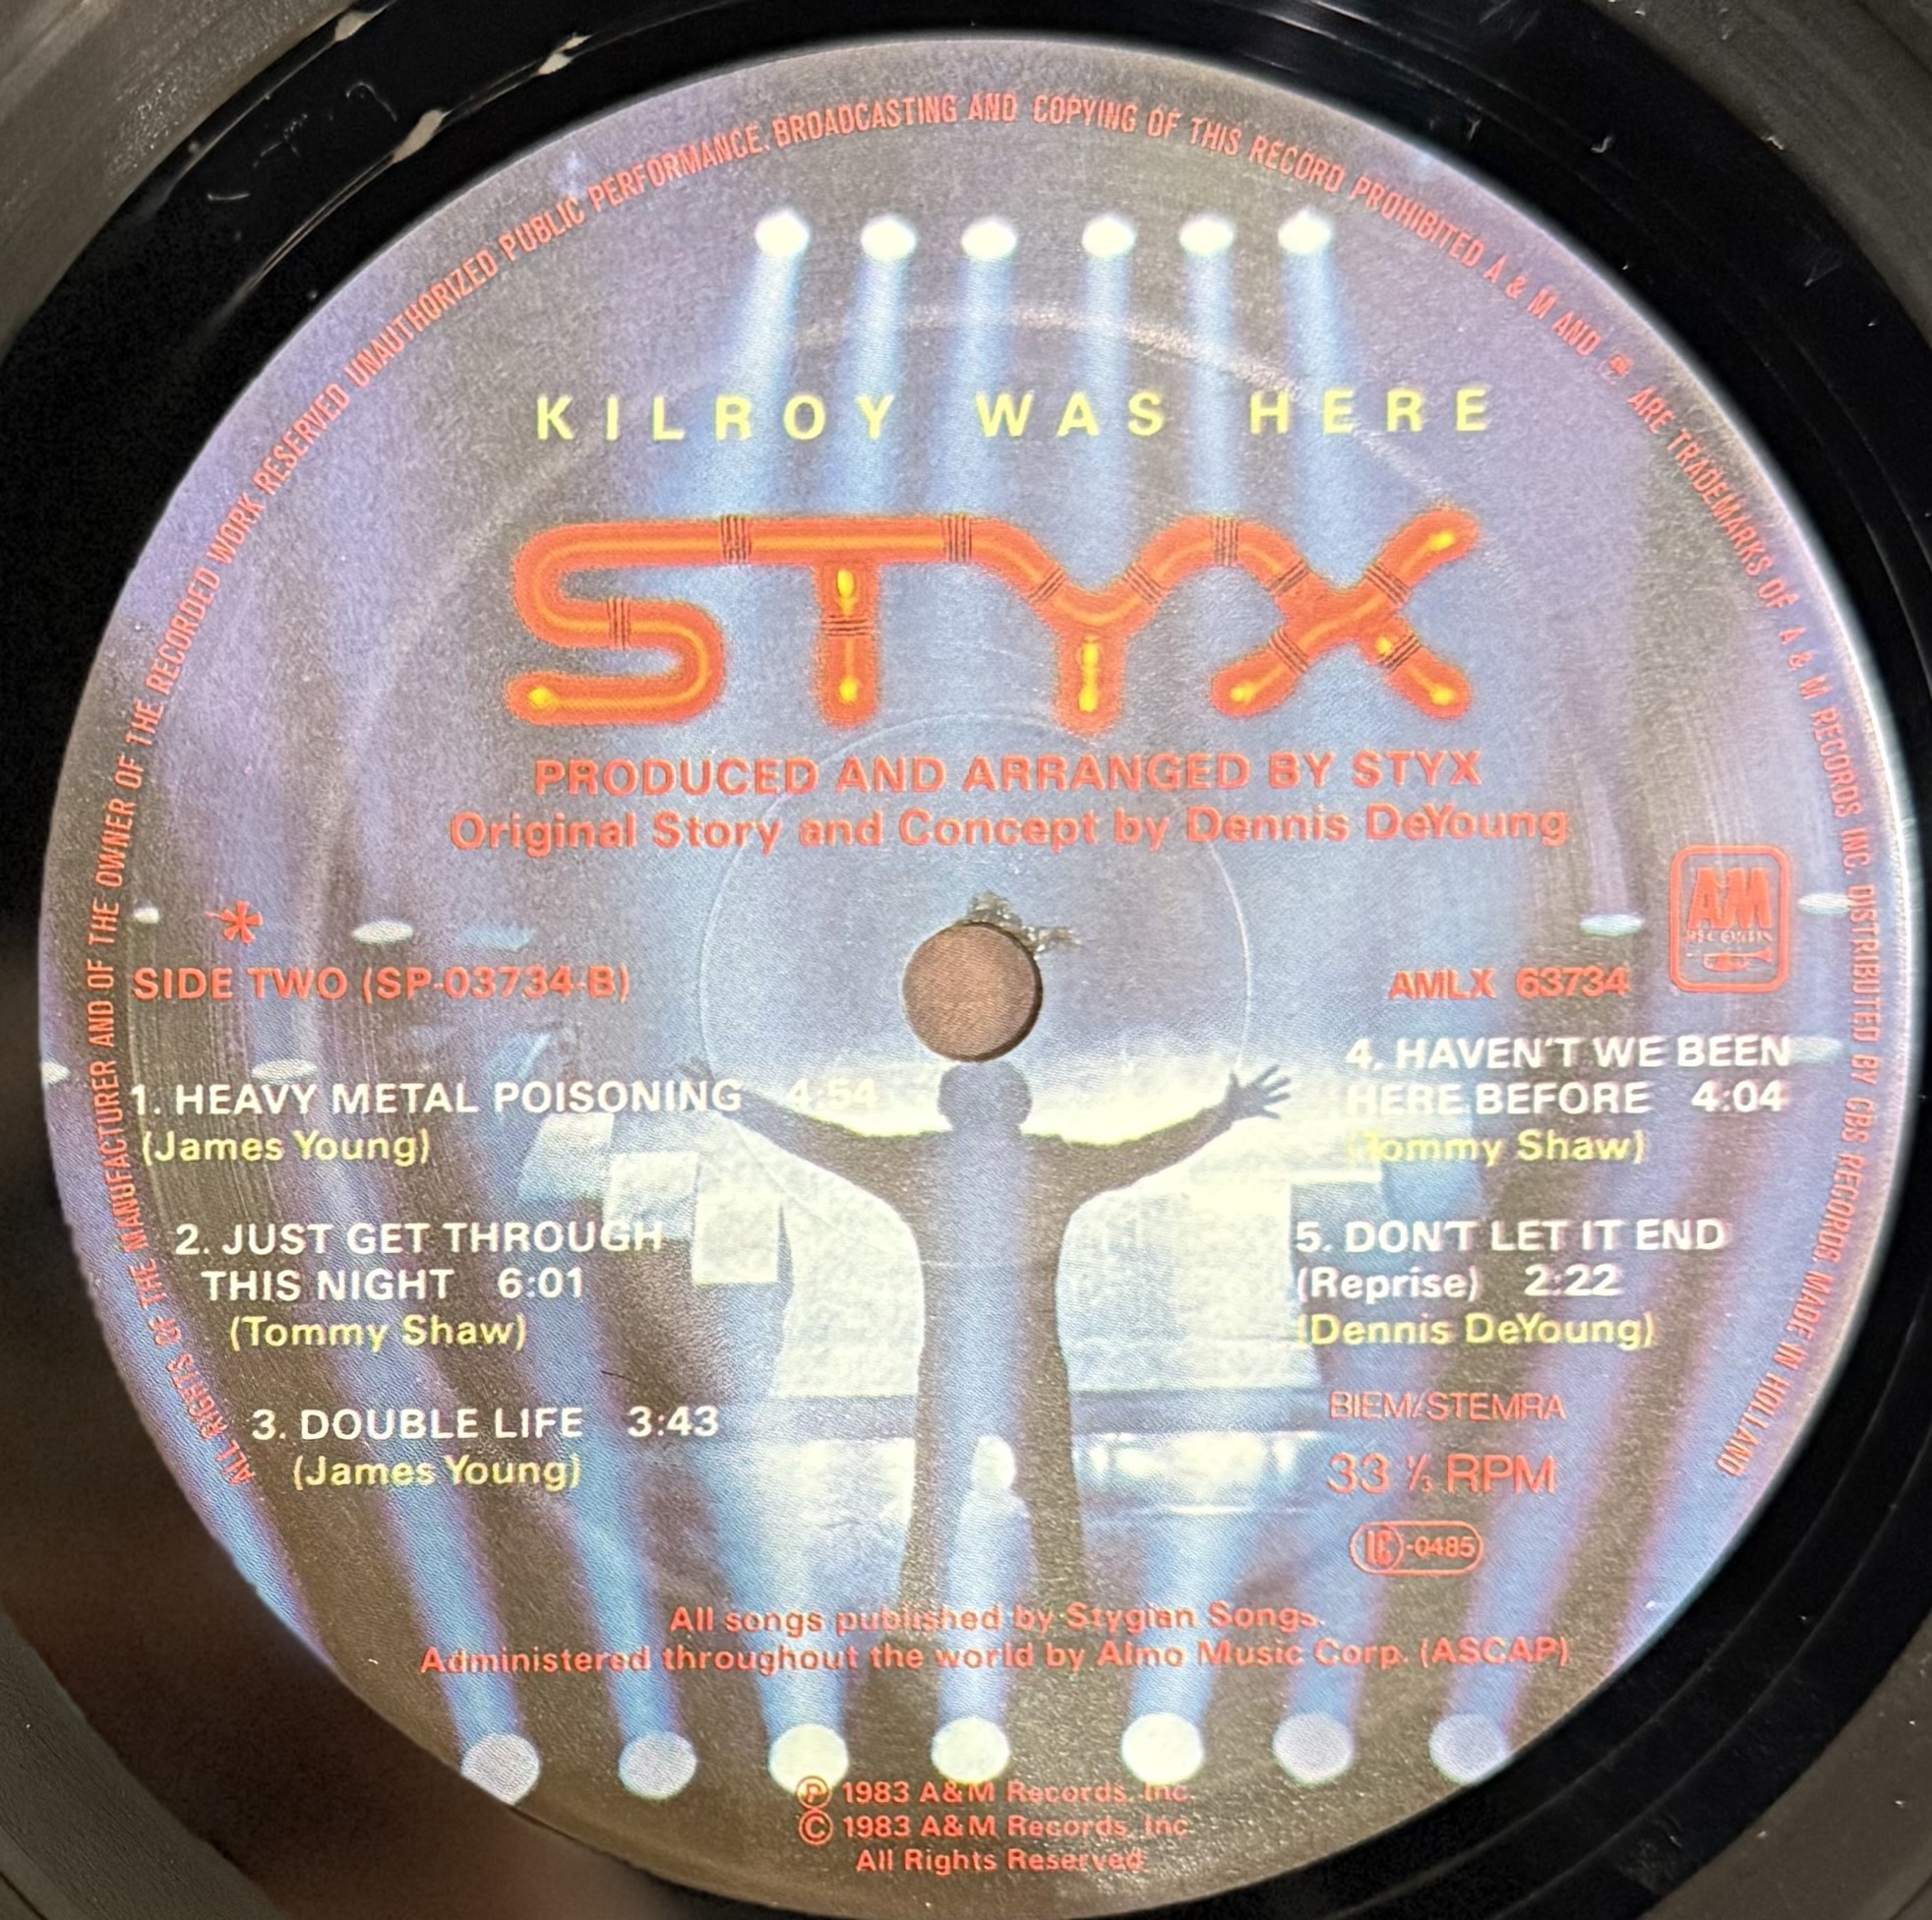 ALL RIGHTS OF THE MANUFACTURER AND OF THE OWNER OF THE RECORDED WORK RESERVED UNAUTHORIZED PUBLIC PERFORMANCE, BROADCASTING AND COPYING OF THIS RECORD PROHIBITED A & M AND ARE TRADEMARKS OF A & M RECORDS INC. DISTRIBUTED BY CBS RECORDS. MADE IN HOLLAND
KILROY WAS HERE
STYX
PRODUCED AND ARRANGED BY STYX
Original Story and Concept by Dennis DeYoung
*
SIDE TWO (SP-03734-B)
1. HEAVY METAL POISONING 4:54
(James Young)
2. JUST GET THROUGH
THIS NIGHT 6:01
(Tommy Shaw)
3. DOUBLE LIFE 3:43
(James Young)
A&M
RECORDS
AMLX 63734
4. HAVEN'T WE BEEN
HERE BEFORE 4:04
(Tommy Shaw)
5. DON'T LET IT END
(Reprise) 2:22
(Dennis DeYoung)
BIEM/STEMRA
33 ⅓ RPM
LC-0485
All songs published by Stygian Songs.
Administered throughout the world by Almo Music Corp. (ASCAP)
Ⓟ 1983 A&M Records, Inc.
© 1983 A&M Records, Inc.
All Rights Reserved